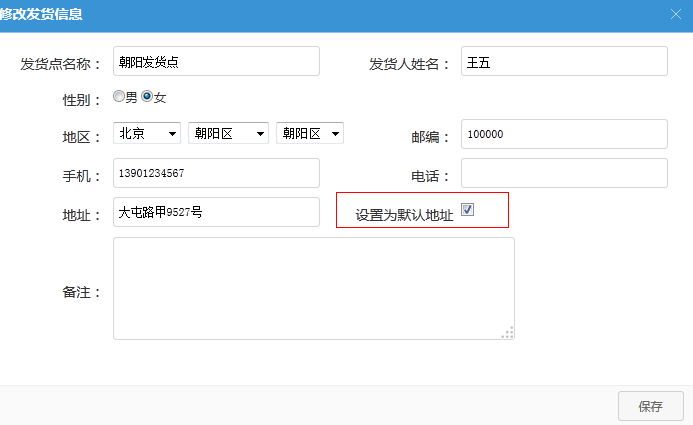 修改发货信息
发货点名称： 朝阳发货点 发货人姓名： 王五
性别： 男 女
地区： 北京 朝阳区 朝阳区 邮编： 100000
手机： 13901234567 电话：
地址： 大屯路甲9527号 设置为默认地址
备注：
保存